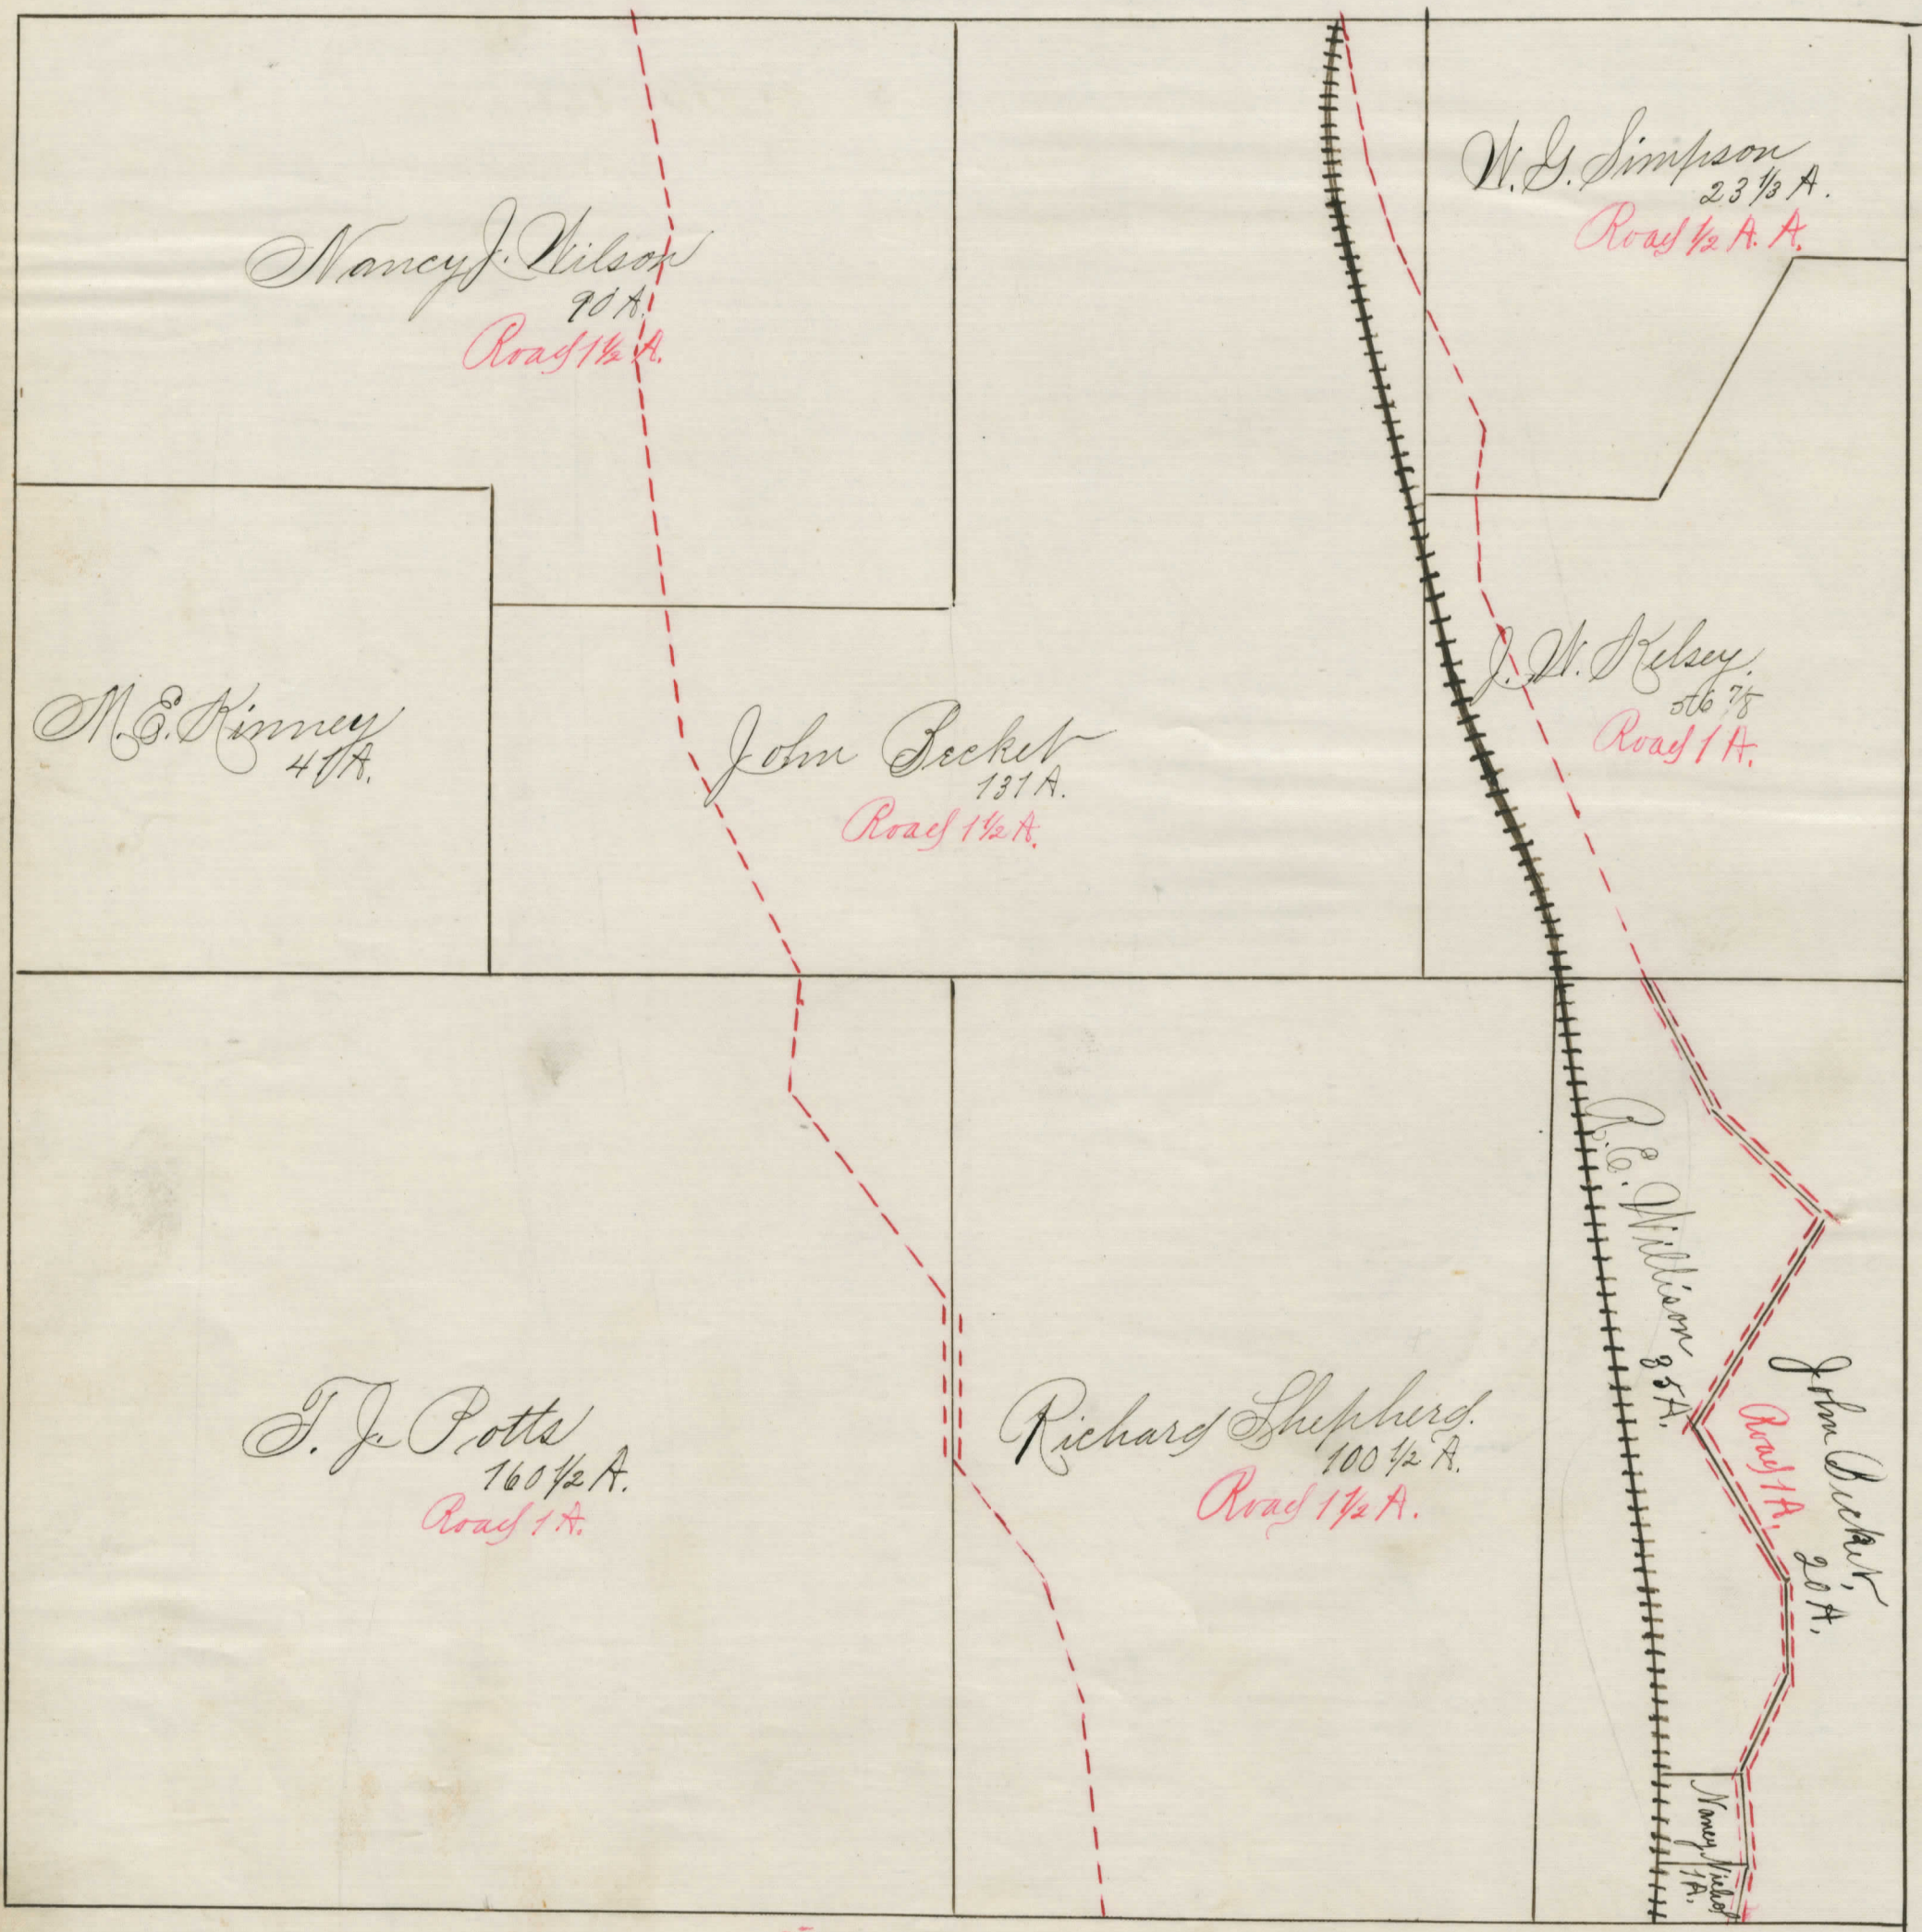 Nancy J. Wilson
90 A.
Road 1 1/2 A.
W. G. Simpson
23 1/3 A.
Road 1/2 A. A.
M. E. Kinney
41 A.
John Becket
131 A.
Road 1 1/2 A.
J. W. Kelsey.
56 7/8
Road 1 A.
T. J. Potts
160 1/2 A.
Road 1 A.
Richard Shepherd.
100 1/2 A.
Road 1 1/2 A.
R. C. Willison 35 A.
John Becket, 20 A.
Road 1 A.
Nancy Nichol
1 A.